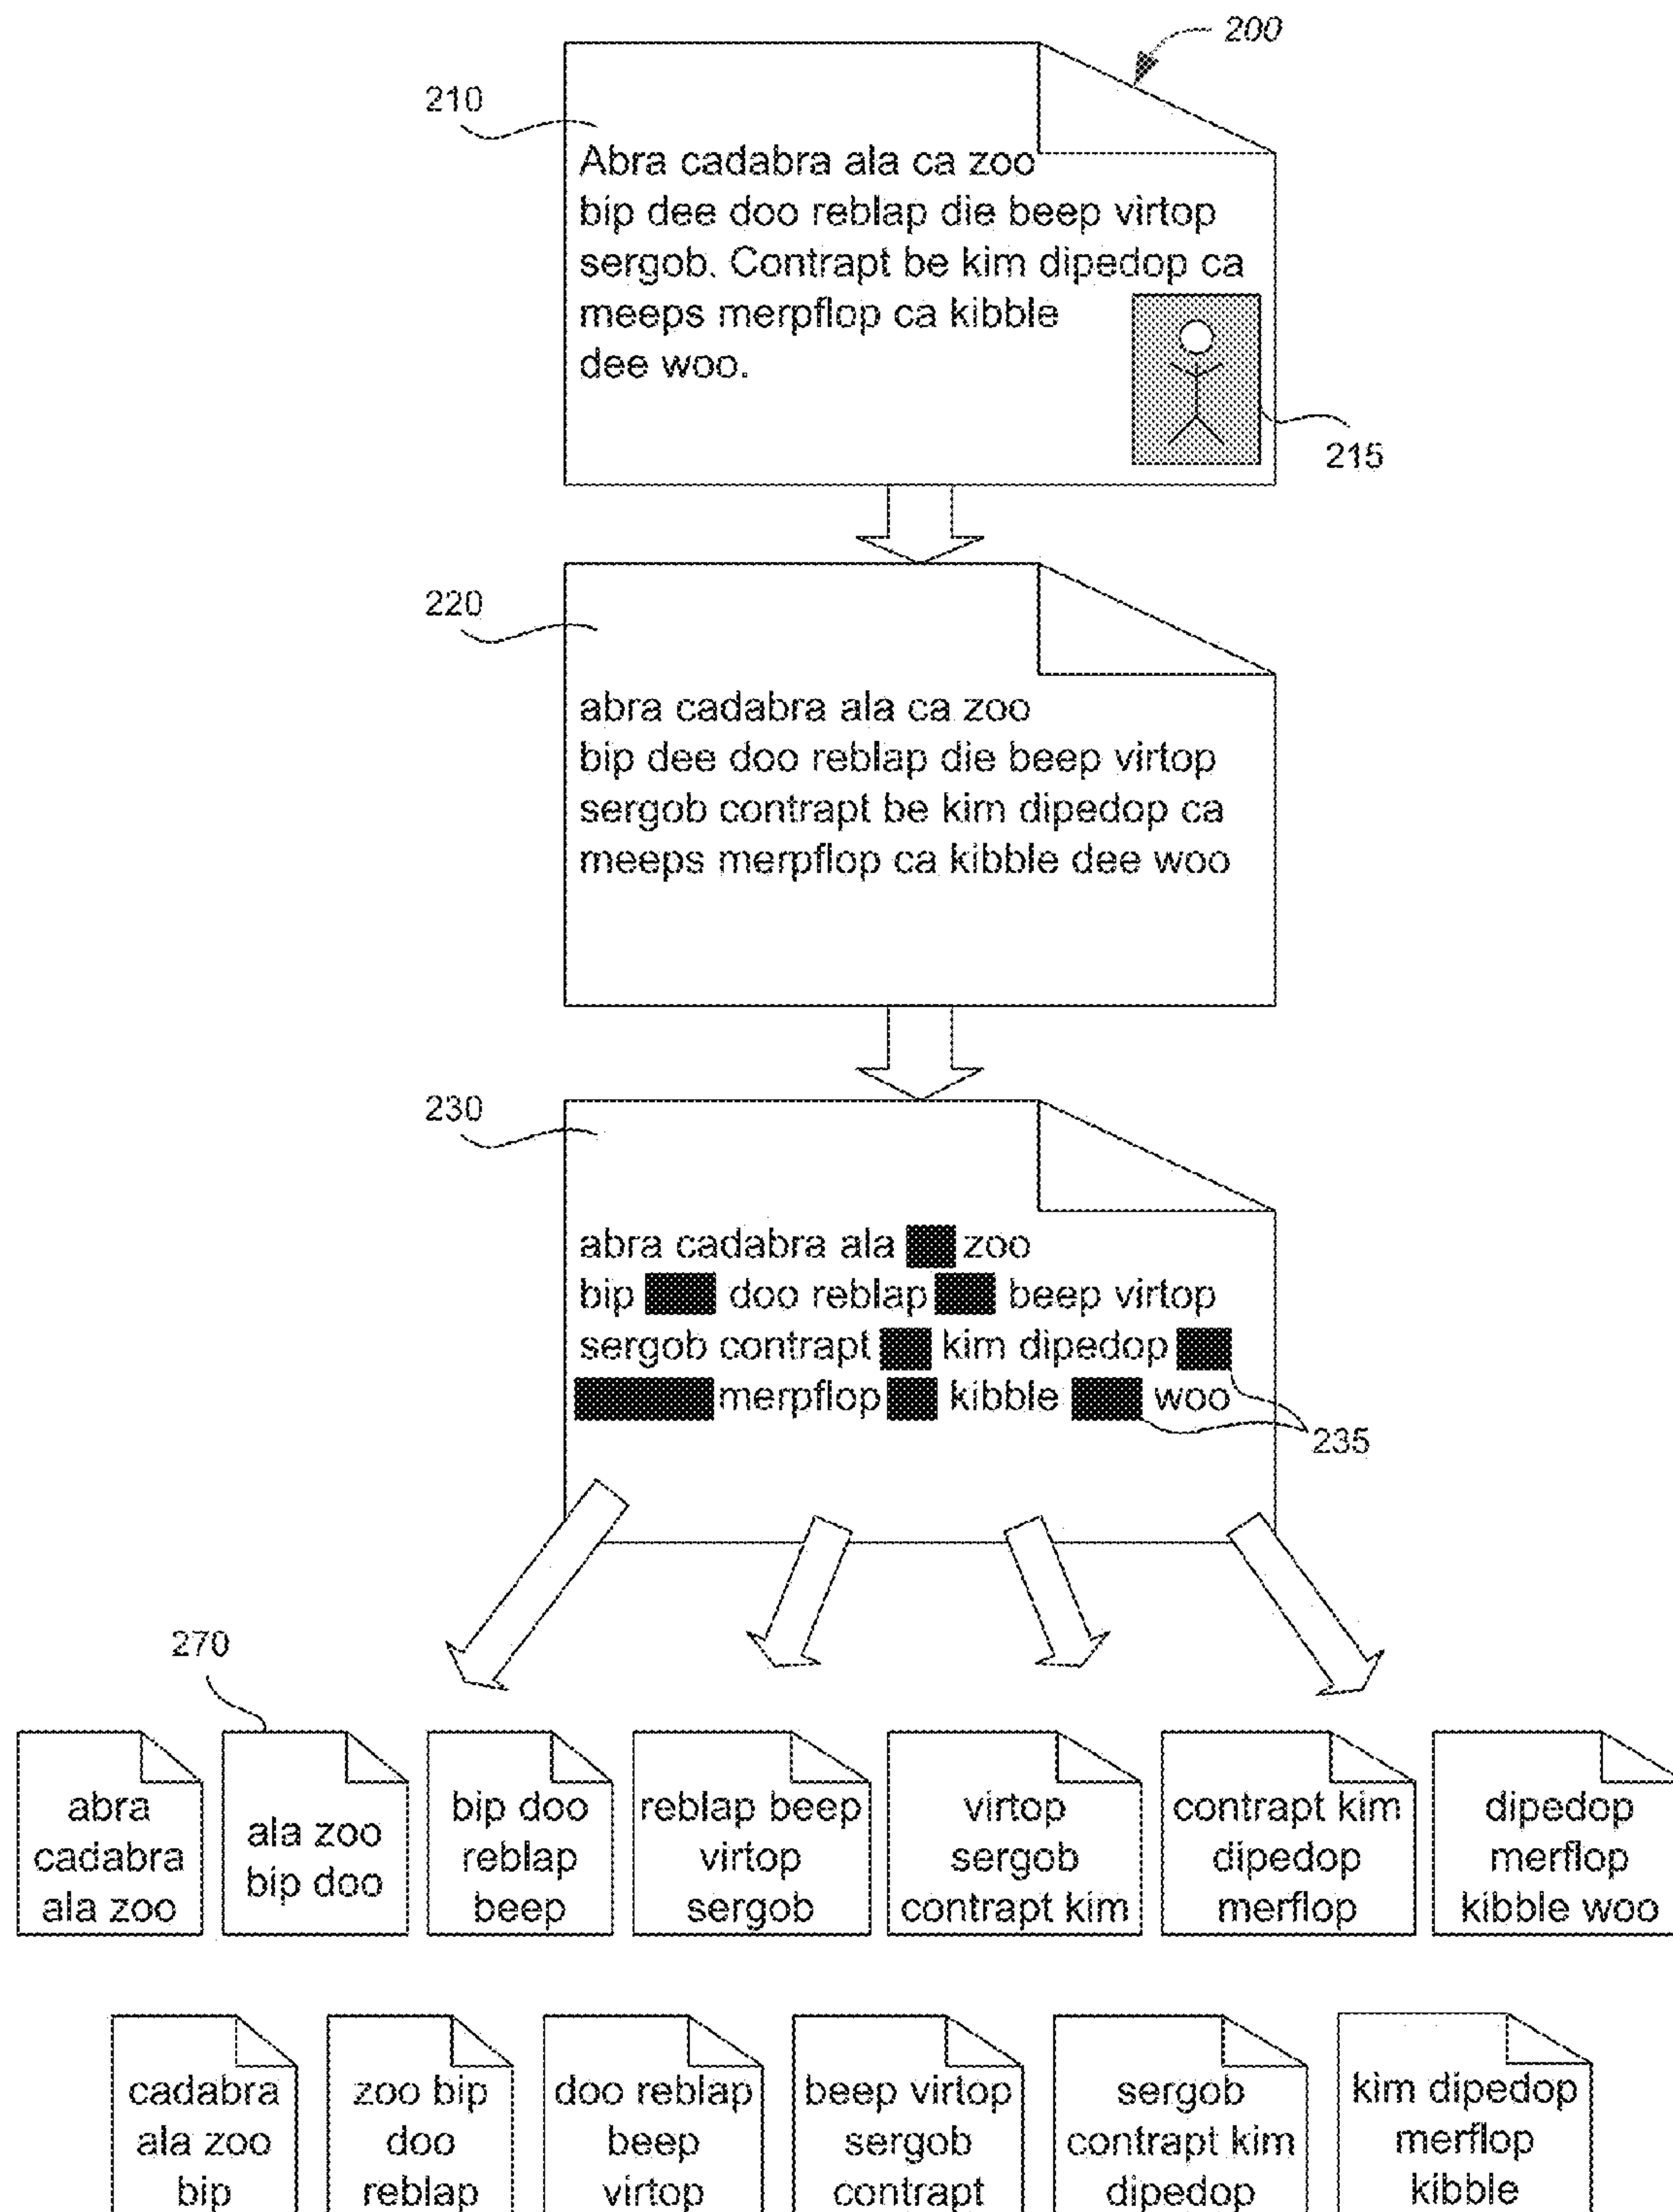 200
210
Abra cadabra ala ca zoo
bip dee doo reblap die beep virtop
sergob. Contrapt be kim dipedop ca
meeps merpflop ca kibble
dee woo.
215
220
abra cadabra ala ca zoo
bip dee doo reblap die beep virtop
sergob contrapt be kim dipedop ca
meeps merpflop ca kibble dee woo
230
abra cadabra ala zoo
bip doo reblap beep virtop
sergob contrapt kim dipedop
merpflop kibble woo
235
270
abra
cadabra
ala zoo
ala zoo
bip doo
bip doo
reblap
beep
reblap beep
virtop
sergob
virtop
sergob
contrapt kim
contrapt kim
dipedop
merflop
dipedop
merflop
kibble woo
cadabra
ala zoo
bip
zoo bip
doo
reblap
doo reblap
beep
virtop
beep virtop
sergob
contrapt
sergob
contrapt kim
dipedop
kim dipedop
merflop
kibble